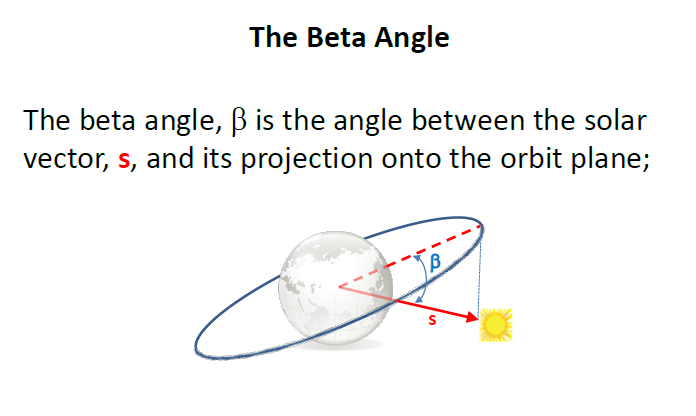 The Beta Angle
The beta angle, β is the angle between the solar
vector, s, and its projection onto the orbit plane;
β
s